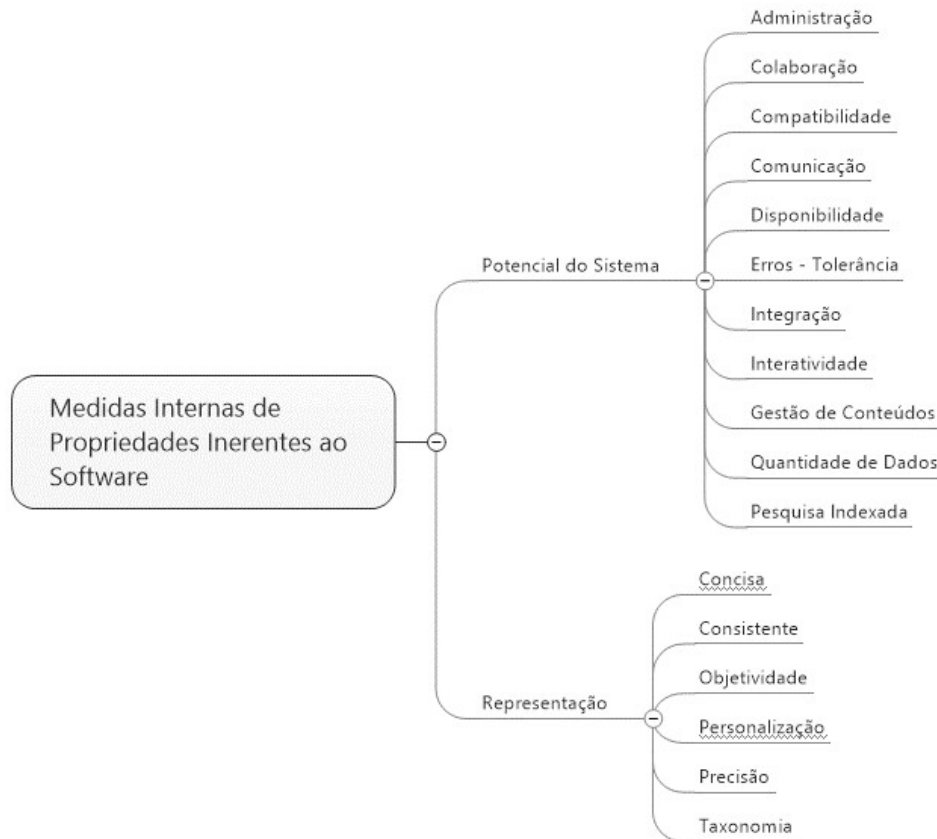 Administração
Colaboração
Compatibilidade
Comunicação
Disponibilidade
Potencial do Sistema
Erros - Tolerância
Integração
Interatividade
Medidas Internas de
Propriedades Inerentes ao
Software
Gestão de Conteúdos
Quantidade de Dados
Pesquisa Indexada
Concisa
Consistente
Objetividade
Representação
Personalização
Precisão
Taxonomia